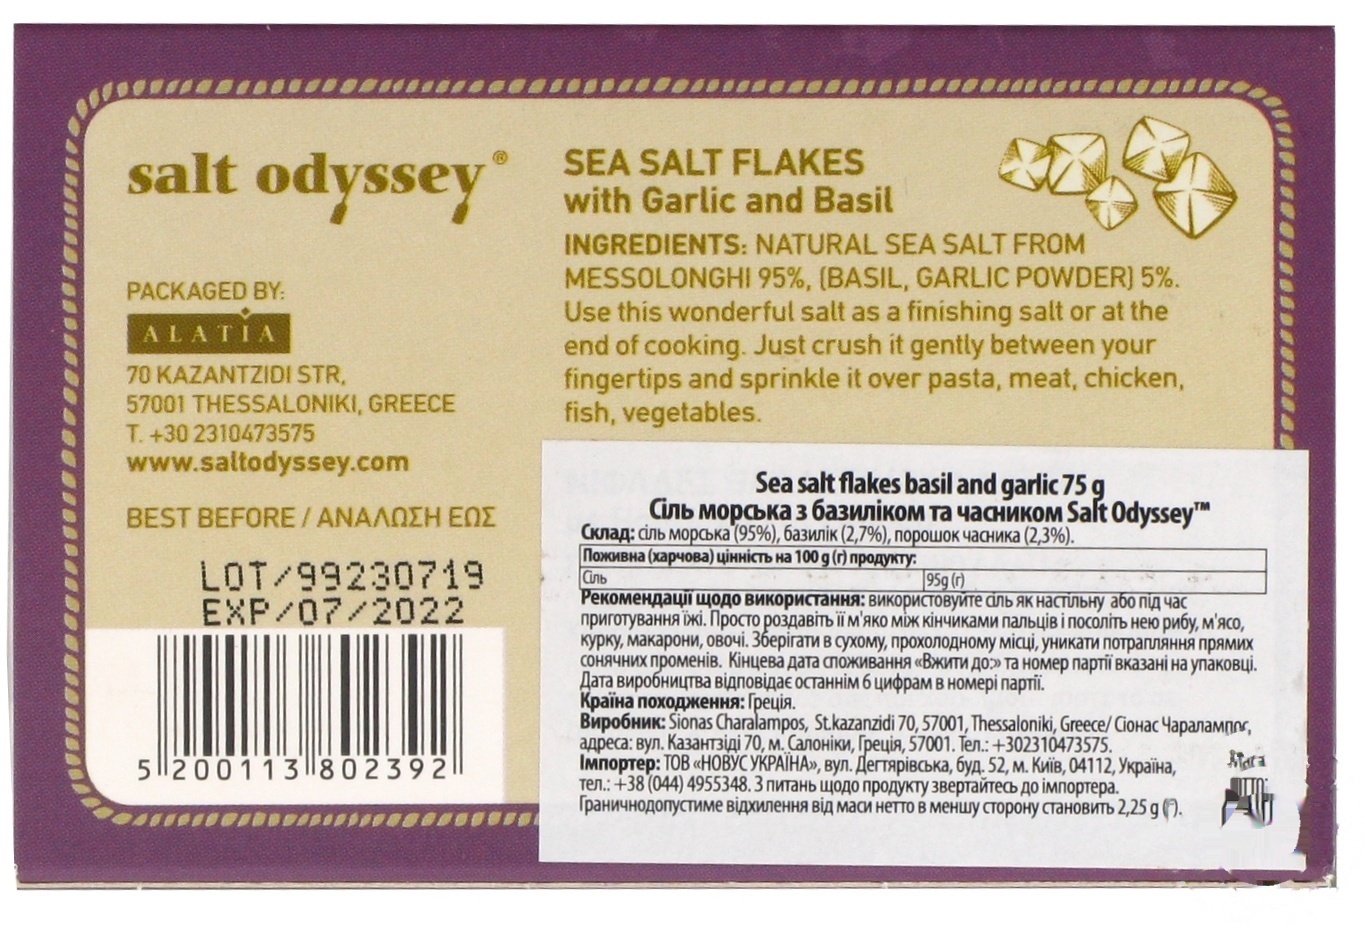 salt odyssey®
PACKAGED BY:
ALATIA
70 KAZANTZIDI STR,
57001 THESSALONIKI, GREECE
T. +30 2310473575
www.saltodyssey.com
BEST BEFORE / ΑΝΑΛΩΣΗ ΕΩΣ
LOT/99230719
EXP/07/2022
5 200113 802392
SEA SALT FLAKES
with Garlic and Basil
INGREDIENTS: NATURAL SEA SALT FROM
MESSOLONGHI 95%, (BASIL, GARLIC POWDER) 5%.
Use this wonderful salt as a finishing salt or at the
end of cooking. Just crush it gently between your
fingertips and sprinkle it over pasta, meat, chicken,
fish, vegetables.
Sea salt flakes basil and garlic 75 g
Сіль морська з базиліком та часником Salt Odyssey™
Склад: сіль морська (95%), базилік (2,7%), порошок часника (2,3%).
Поживна (харчова) цінність на 100 g (г) продукту:
Сіль 95g (г)
Рекомендації щодо використання: використовуйте сіль як настільну або під час
приготування їжі. Просто роздавіть її м'яко між кінчиками пальців і посоліть нею рибу, м'ясо,
курку, макарони, овочі. Зберігати в сухому, прохолодному місці, уникати потрапляння прямих
сонячних променів. Кінцева дата споживання «Вжити до:» та номер партії вказані на упаковці.
Дата виробництва відповідає останнім 6 цифрам в номері партії.
Країна походження: Греція.
Виробник: Sionas Charalampos, St.kazanzidi 70, 57001, Thessaloniki, Greece/ Сіонас Чаралампос,
адреса: вул. Казантзіді 70, м. Салоніки, Греція, 57001. Тел.: +302310473575.
Імпортер: ТОВ «НОВУС УКРАЇНА», вул. Дегтярівська, буд. 52, м. Київ, 04112, Україна,
тел.: +38 (044) 4955348. З питань щодо продукту звертайтесь до імпортера.
Граничнодопустиме відхилення від маси нетто в меншу сторону становить 2,25 g (г).